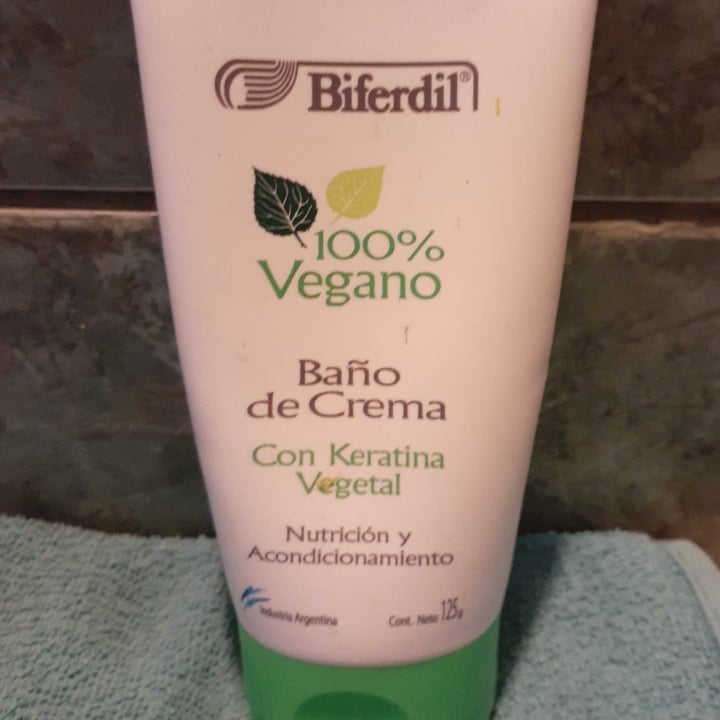 Biferdil®
100%
Vegano
Baño
de Crema
Con Keratina
Vegetal
Nutrición y
Acondicionamiento
Industria Argentina
Cont. Neto 125g